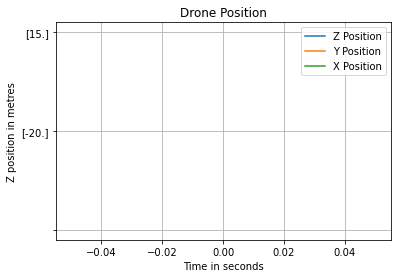 Drone Position
[15.]
[-20.]
Z Position
Y Position
X Position
Z position in metres
−0.04
−0.02
0.00
0.02
0.04
Time in seconds